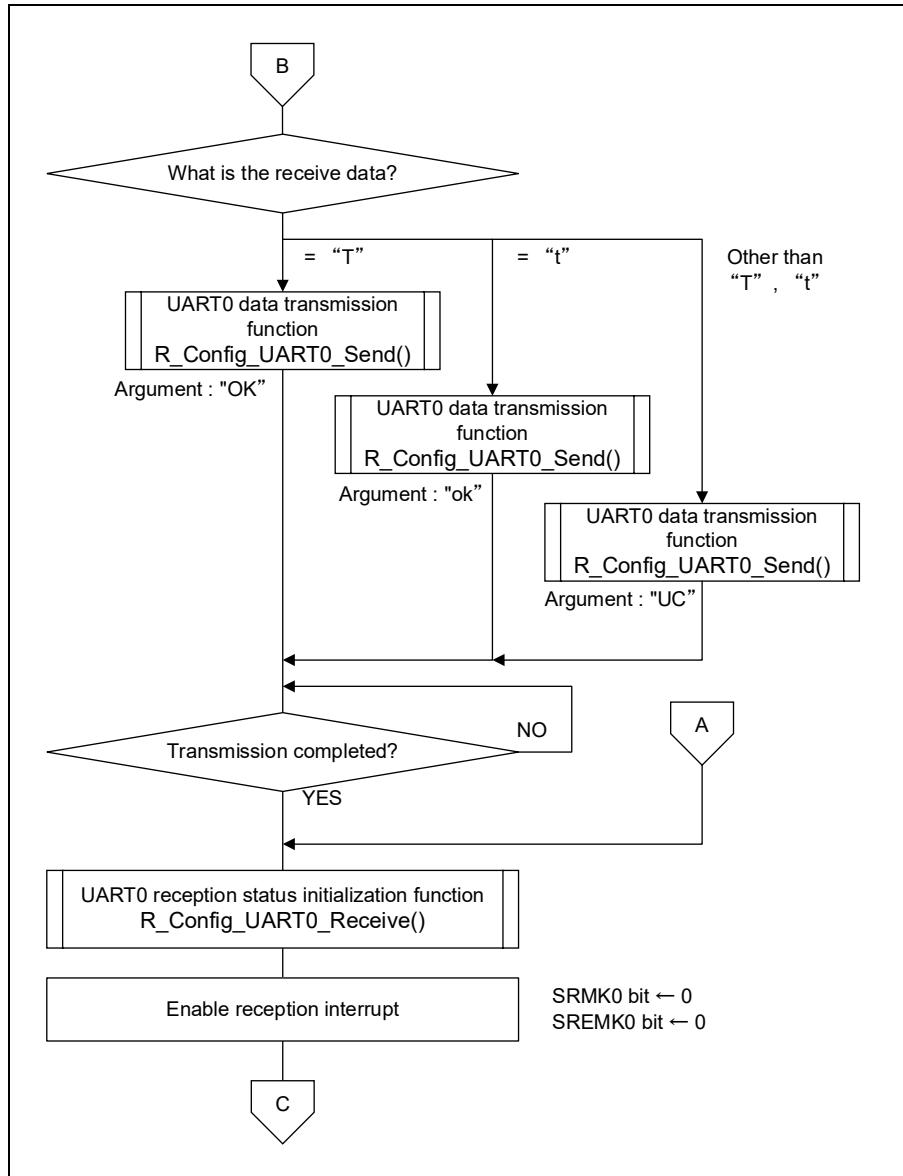 B
What is the receive data?
= “T”
= “t”
Other than
“T” , “t”
UART0 data transmission
function
R_Config_UART0_Send()
Argument : "OK”
UART0 data transmission
function
R_Config_UART0_Send()
Argument : "ok”
UART0 data transmission
function
R_Config_UART0_Send()
Argument : "UC”
Transmission completed?
NO
A
YES
UART0 reception status initialization function
R_Config_UART0_Receive()
Enable reception interrupt
SRMK0 bit ← 0
SREMK0 bit ← 0
C